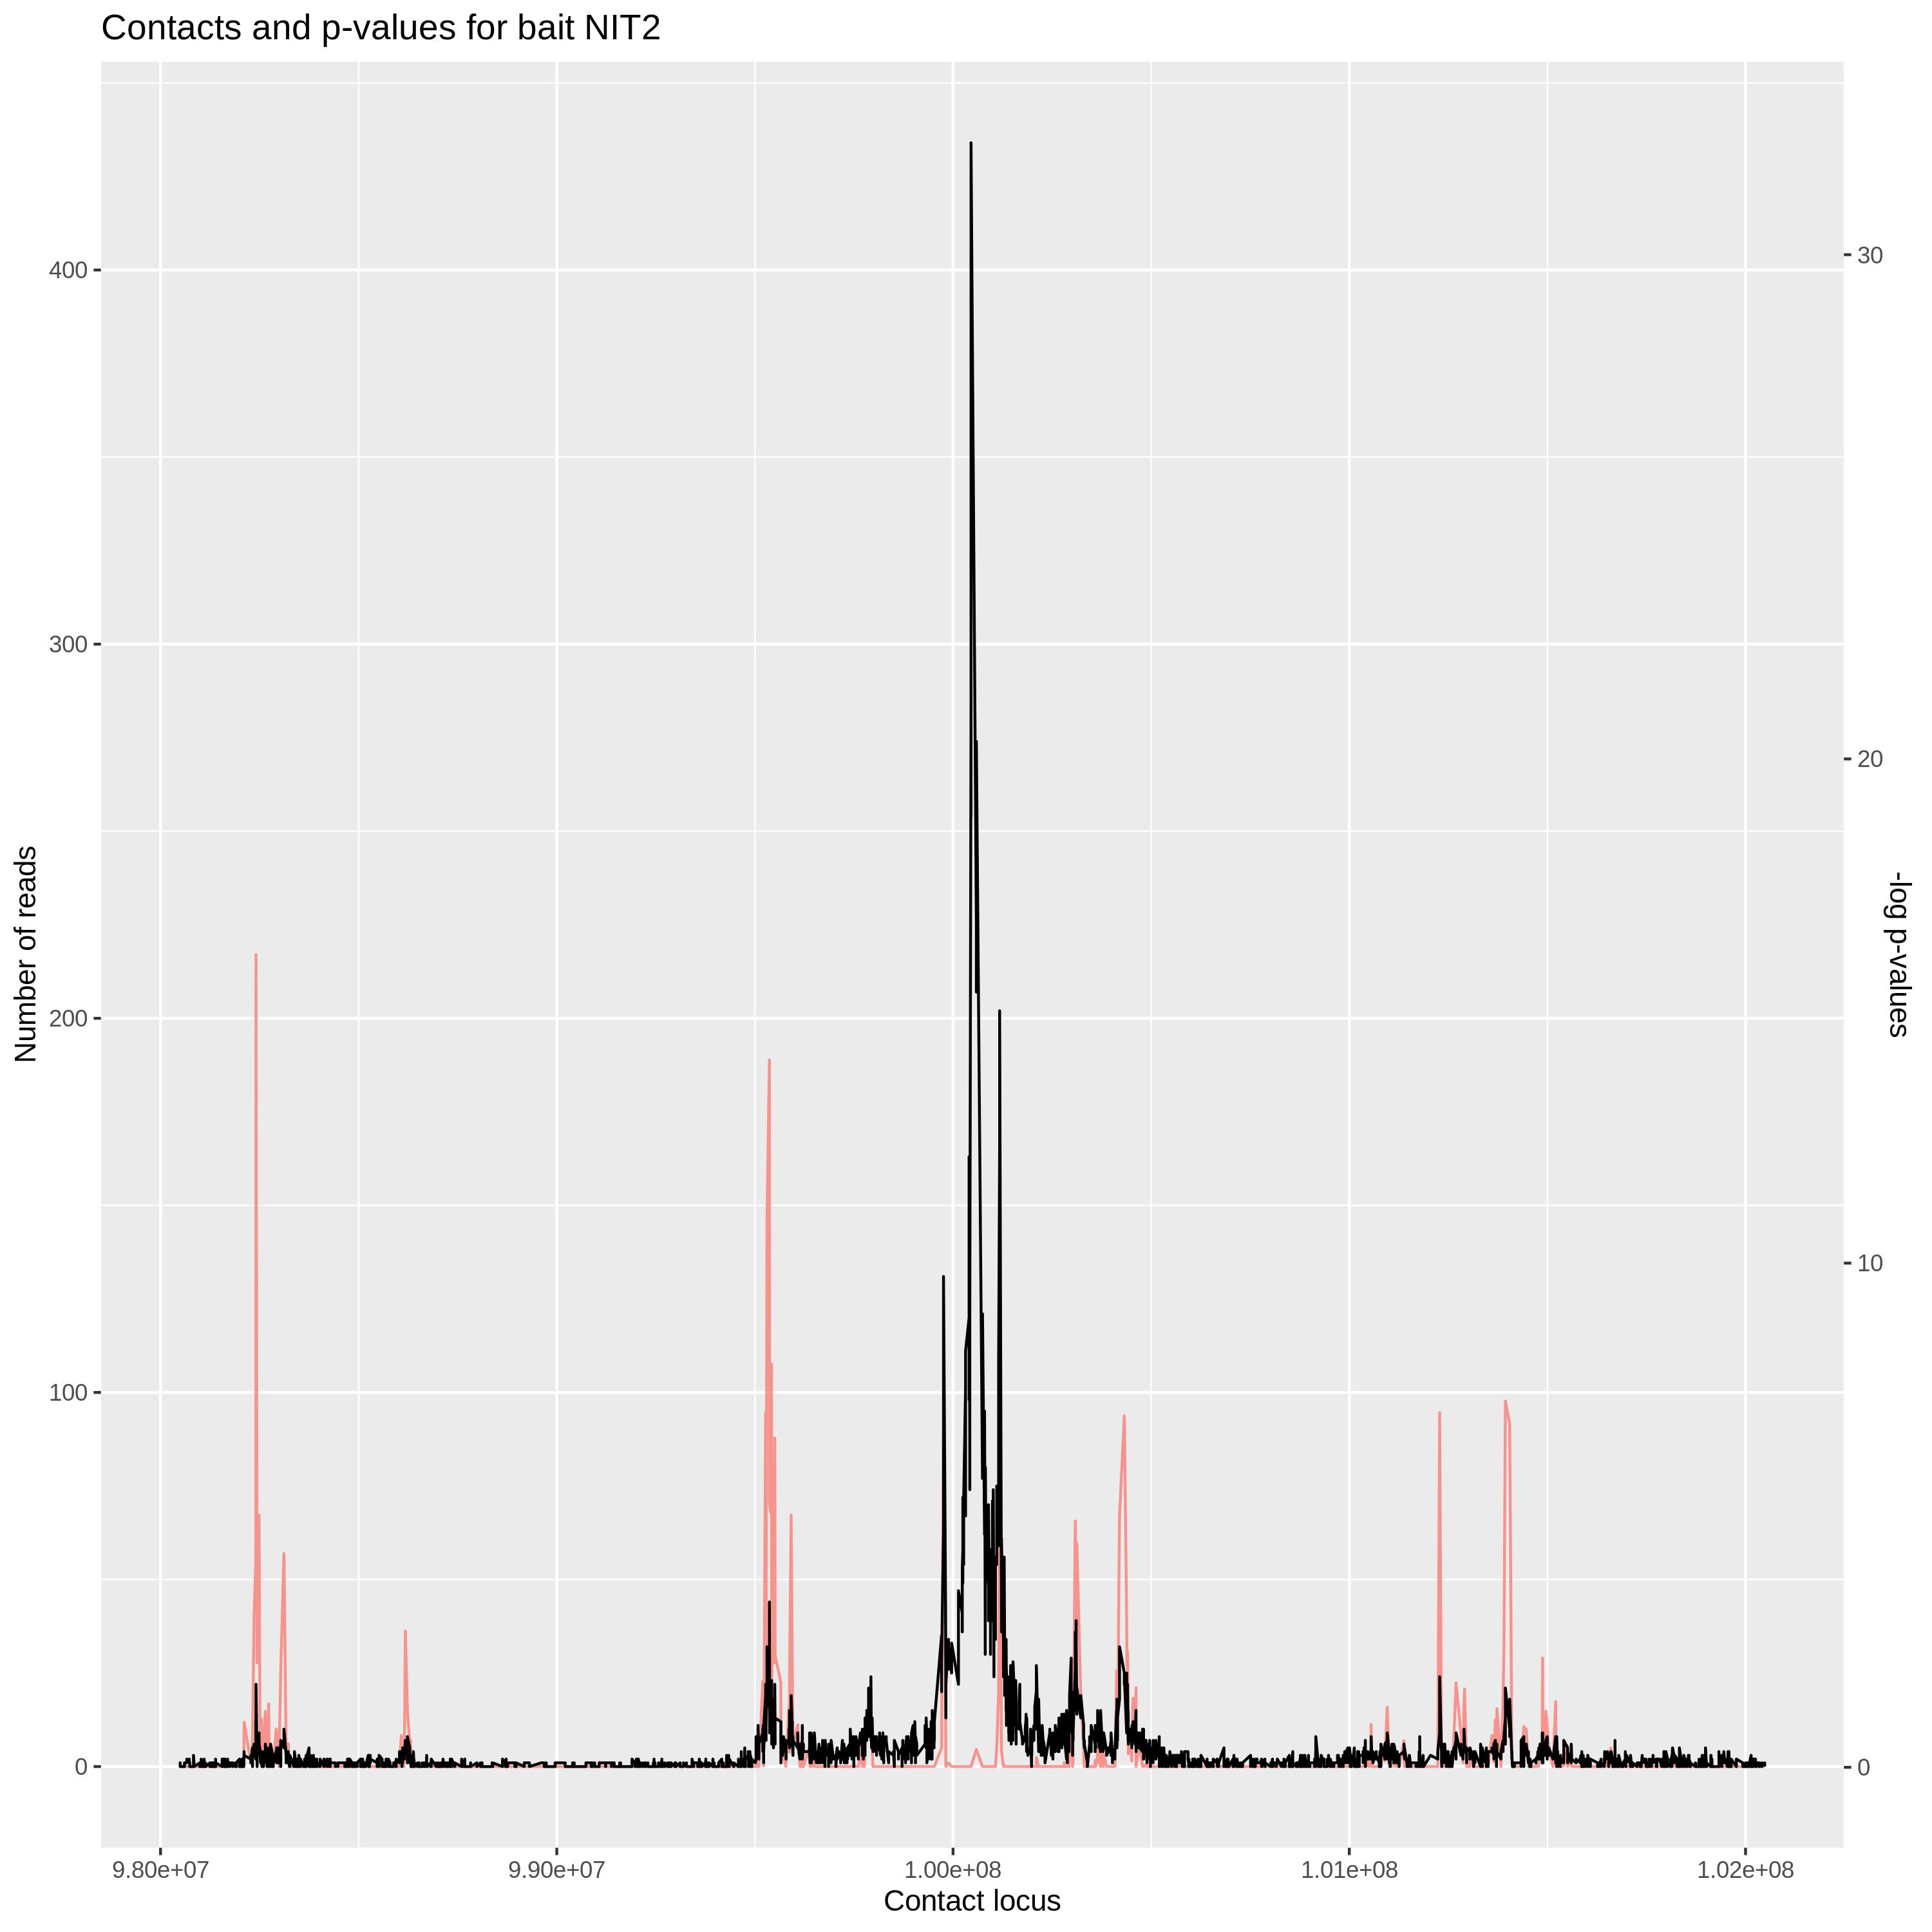 Contacts and p-values for bait NIT2
400
300
200
100
0
30
20
10
0
Number of reads
-log p-values
9.80e+07
9.90e+07
1.00e+08
1.01e+08
1.02e+08
Contact locus